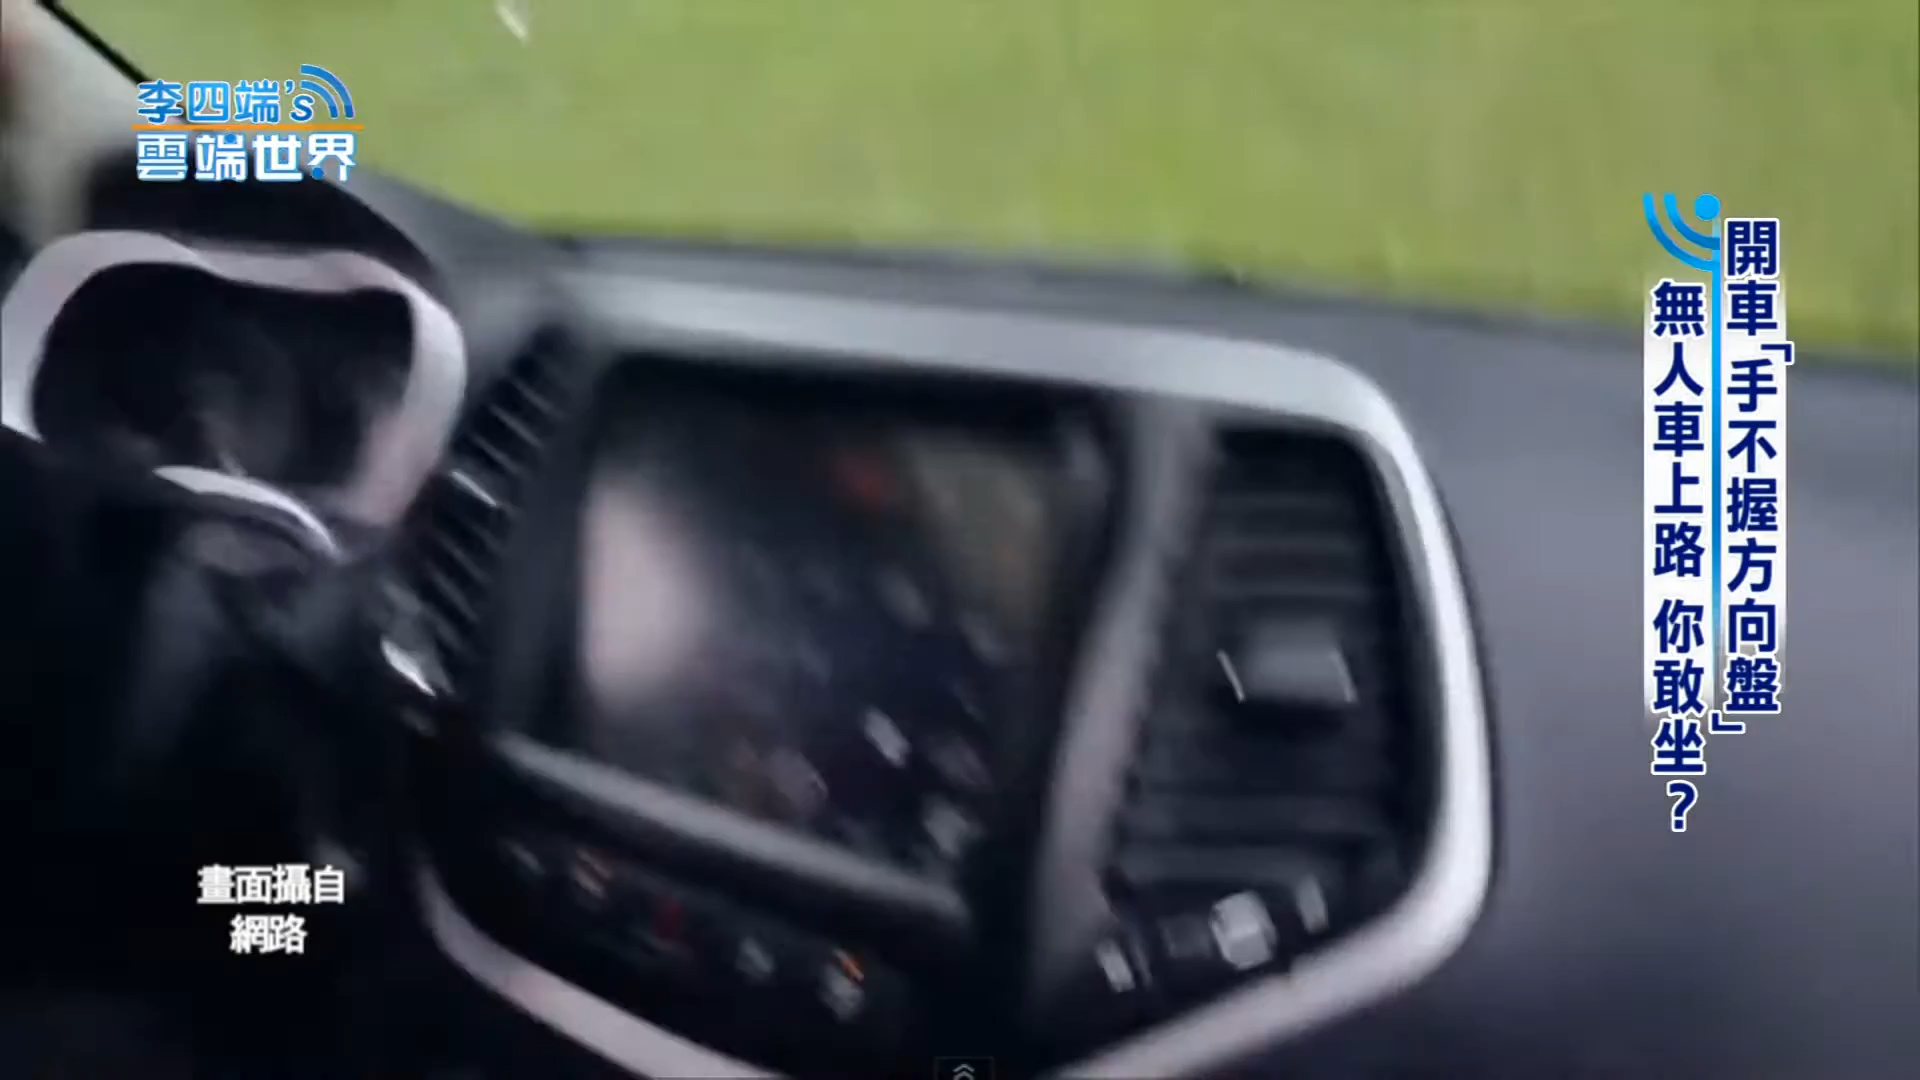 李四端's
雲端世界
開車「手不握方向盤」
無人車上路 你敢坐？
畫面攝自
網路